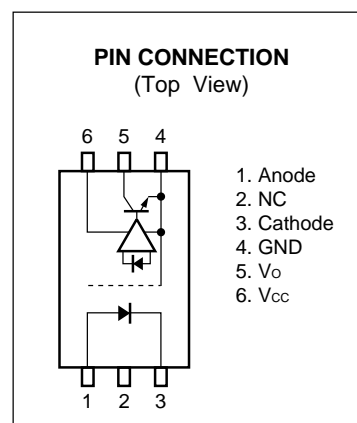 PIN CONNECTION
(Top View)
6 5 4
1. Anode
2. NC
3. Cathode
4. GND
5. VO
6. VCC
1 2 3